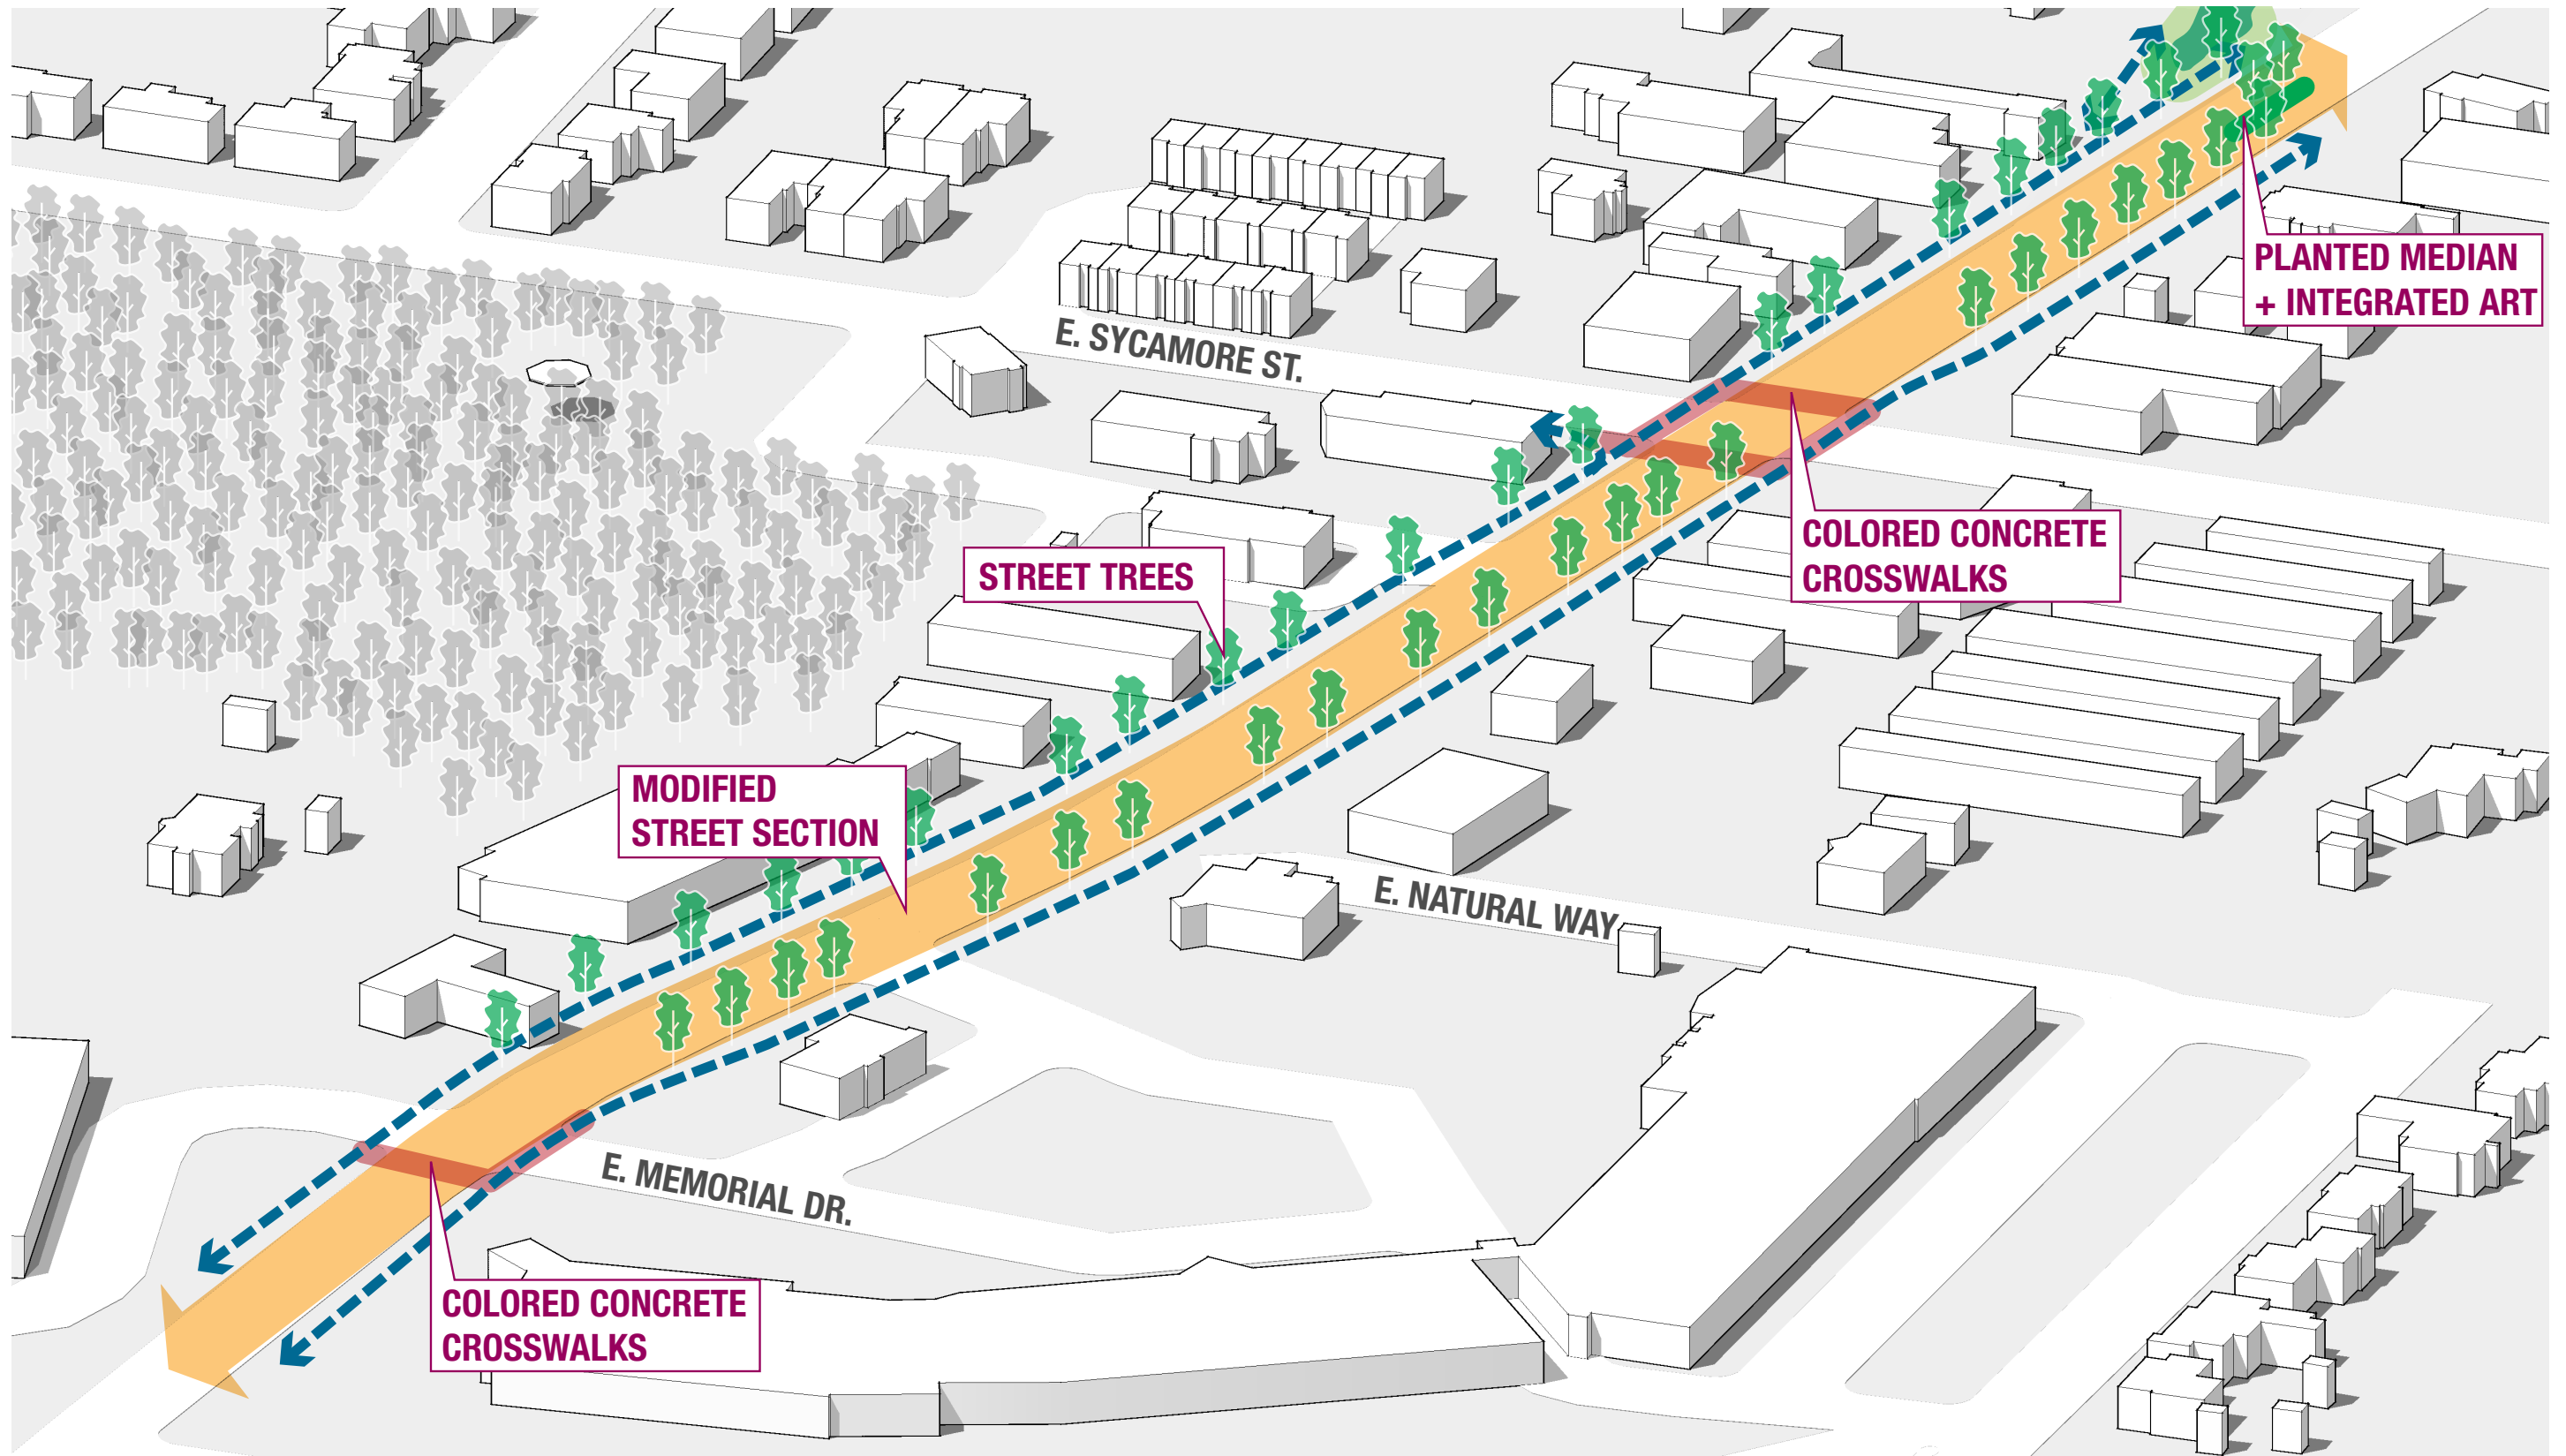 PLANTED MEDIAN
+ INTEGRATED ART
E. SYCAMORE ST.
COLORED CONCRETE
CROSSWALKS
STREET TREES
MODIFIED
STREET SECTION
E. NATURAL WAY
E. MEMORIAL DR.
COLORED CONCRETE
CROSSWALKS